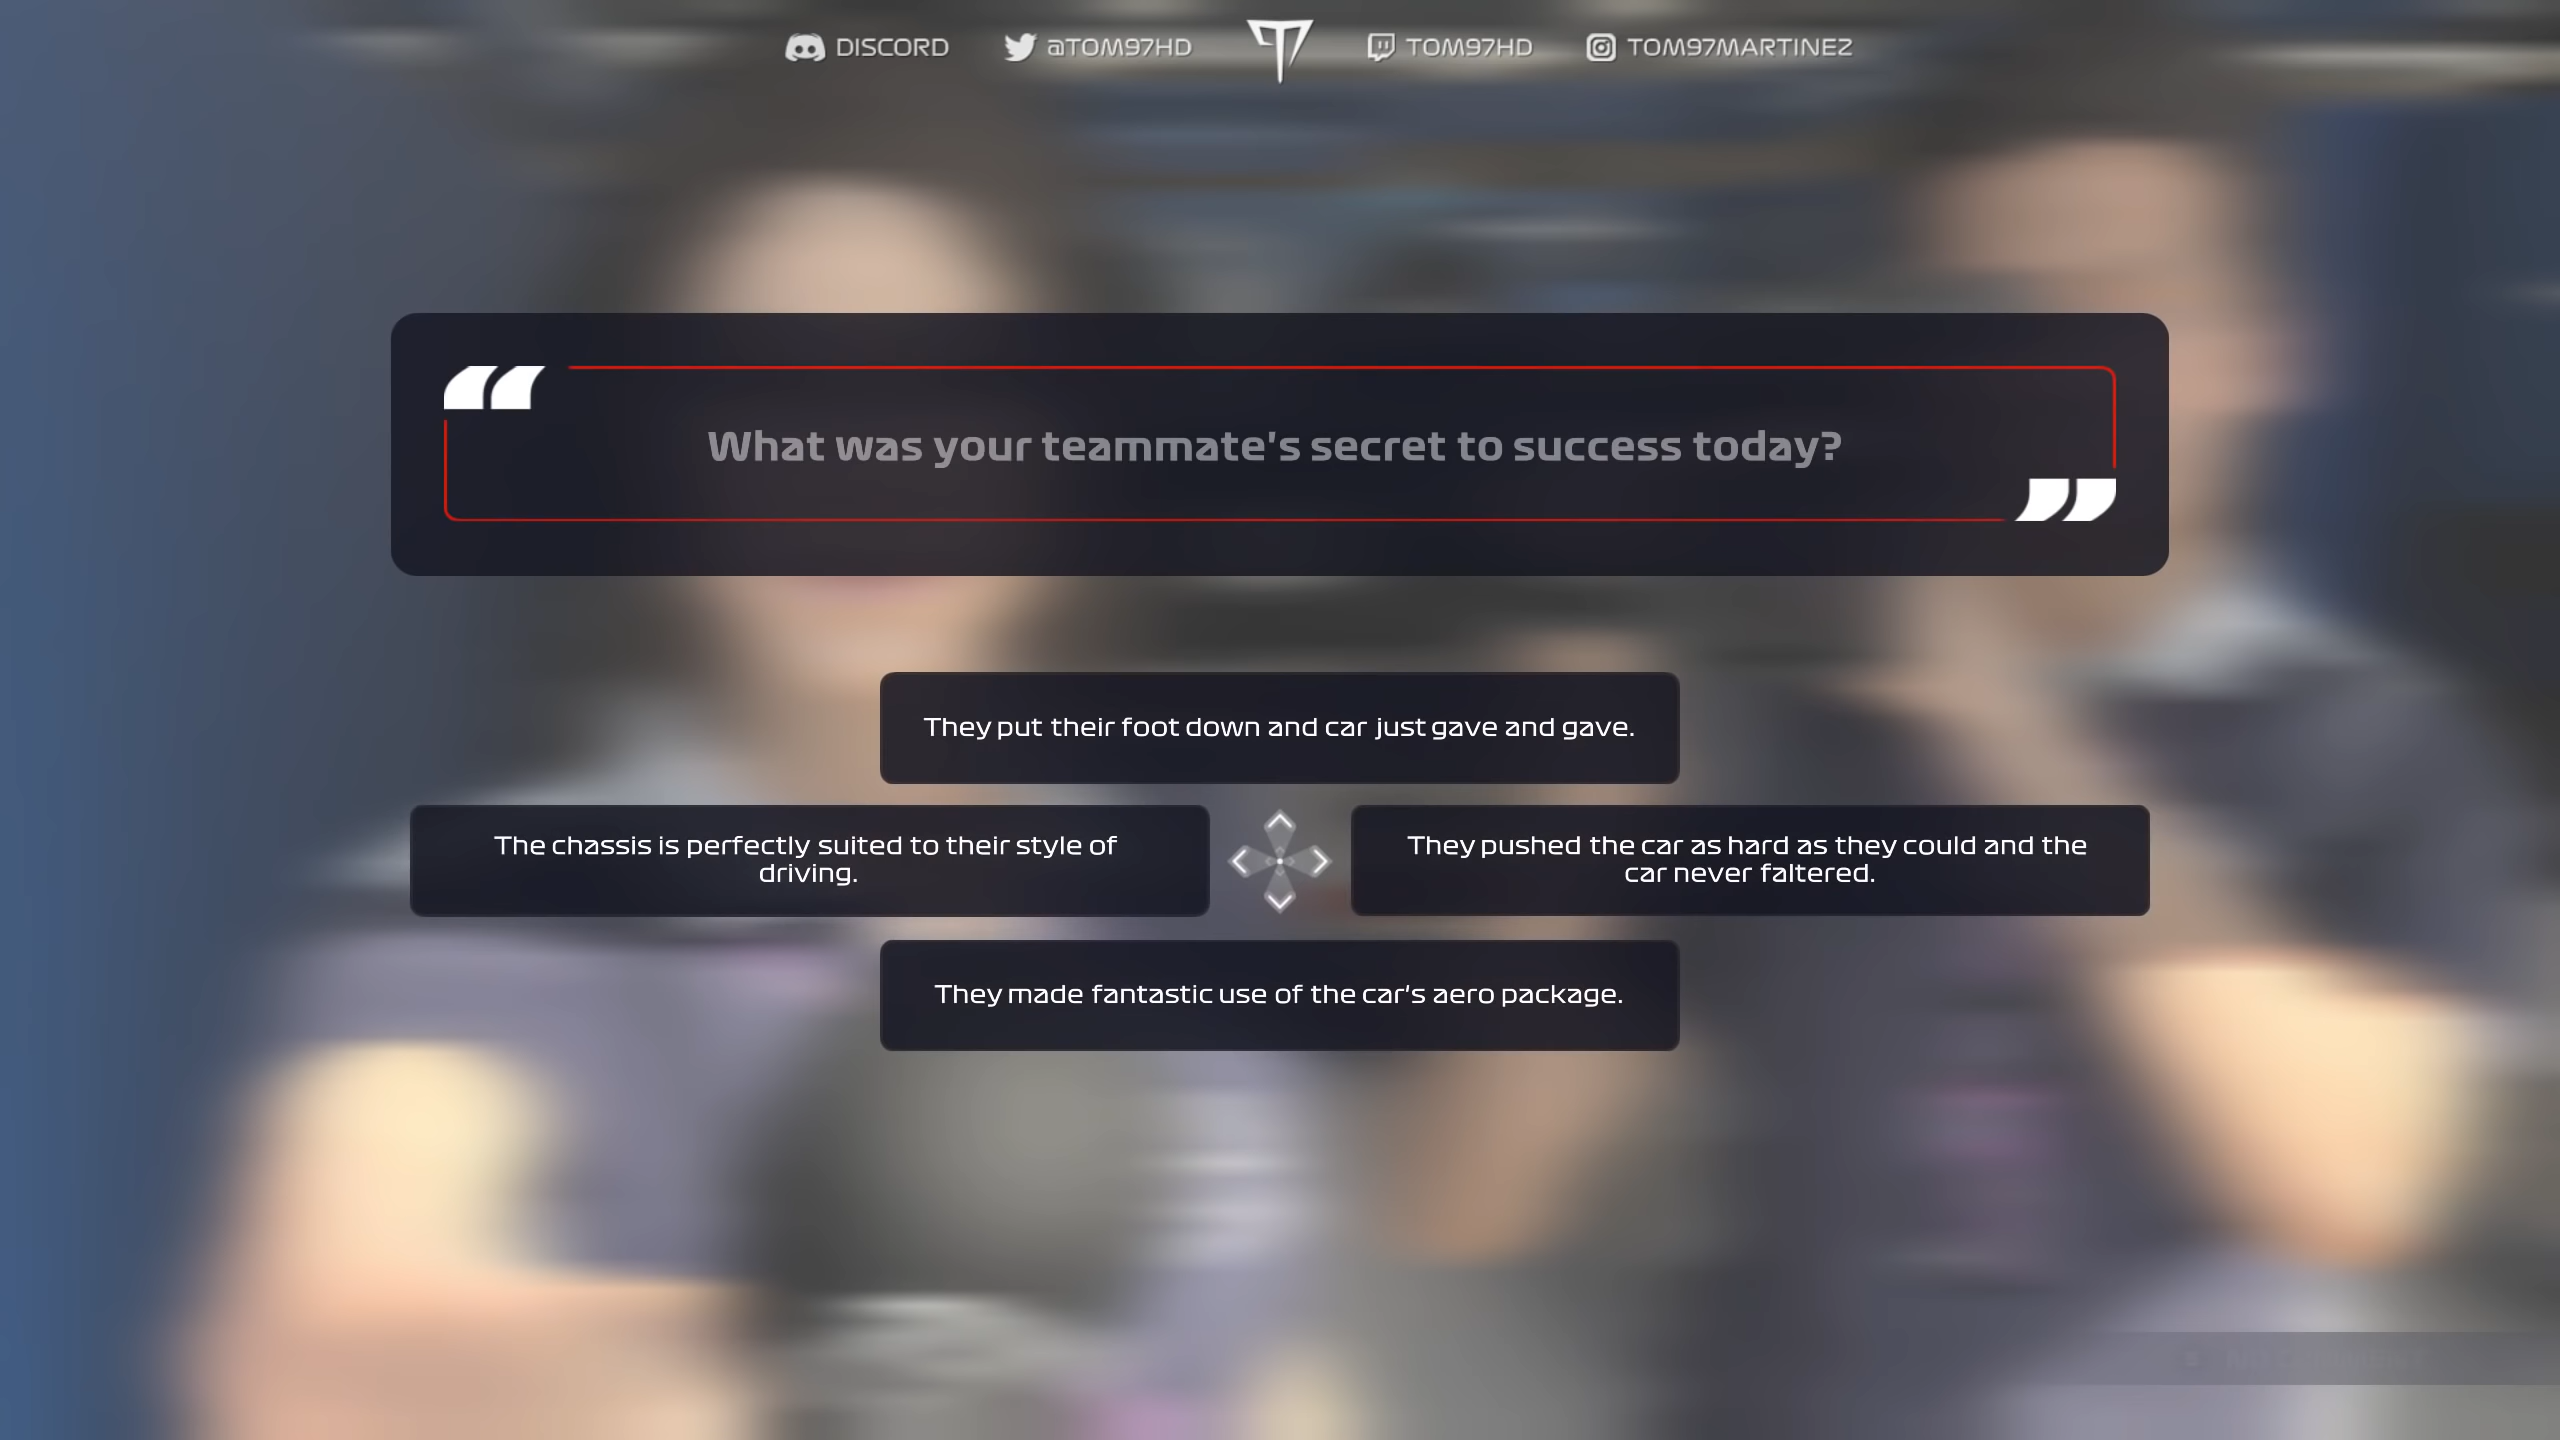 DISCORD @TOM97HD TOM97HD TOM97MARTINEZ
What was your teammate's secret to success today?
They put their foot down and car just gave and gave.
The chassis is perfectly suited to their style of
driving.
They pushed the car as hard as they could and the
car never faltered.
They made fantastic use of the car's aero package.